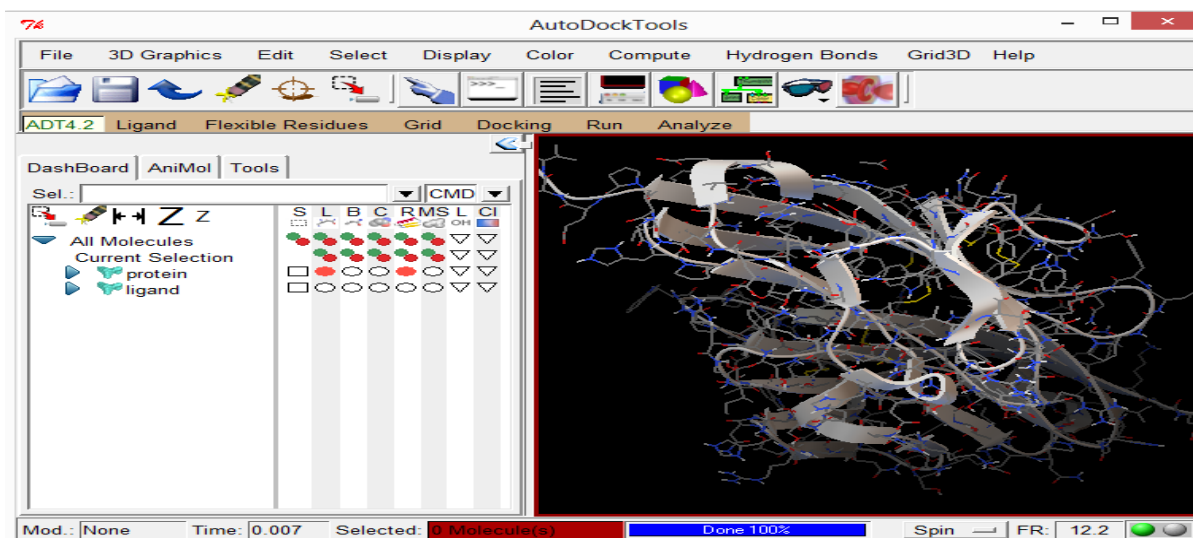 7k AutoDockTools
File 3D Graphics Edit Select Display Color Compute Hydrogen Bonds Grid3D Help
>>>_
ADT4.2 Ligand Flexible Residues Grid Docking Run Analyze
DashBoard AniMol Tools
Sel.: CMD
Z Z S L B C R MS L Cl
OH
All Molecules
Current Selection
protein
ligand
Mod.: None Time: 0.007 Selected: 0 Molecule(s) Done 100% Spin FR: 12.2